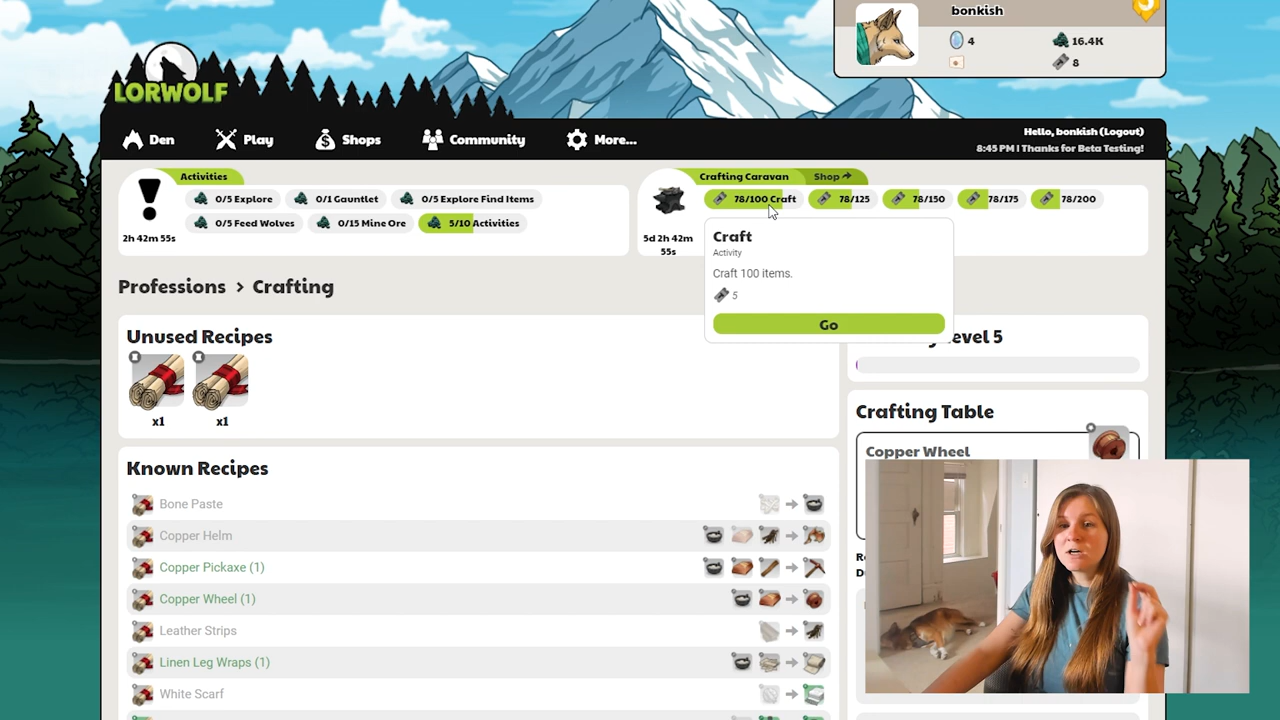 bonkish
4
16.4K
8
LORWOLF
Den
Play
Shops
Community
More...
Hello, bonkish (Logout)
8:45 PM | Thanks for Beta Testing!
Activities
0/5 Explore
0/1 Gauntlet
0/5 Explore Find Items
0/5 Feed Wolves
0/15 Mine Ore
5/10 Activities
2h 42m 55s
Crafting Caravan
Shop
78/100 Craft
78/125
78/150
78/175
78/200
5d 2h 42m
55s
Craft
Activity
Craft 100 items.
5
Go
Professions > Crafting
Unused Recipes
x1
x1
Level 5
Known Recipes
Bone Paste
Copper Helm
Copper Pickaxe (1)
Copper Wheel (1)
Leather Strips
Linen Leg Wraps (1)
White Scarf
Crafting Table
Copper Wheel